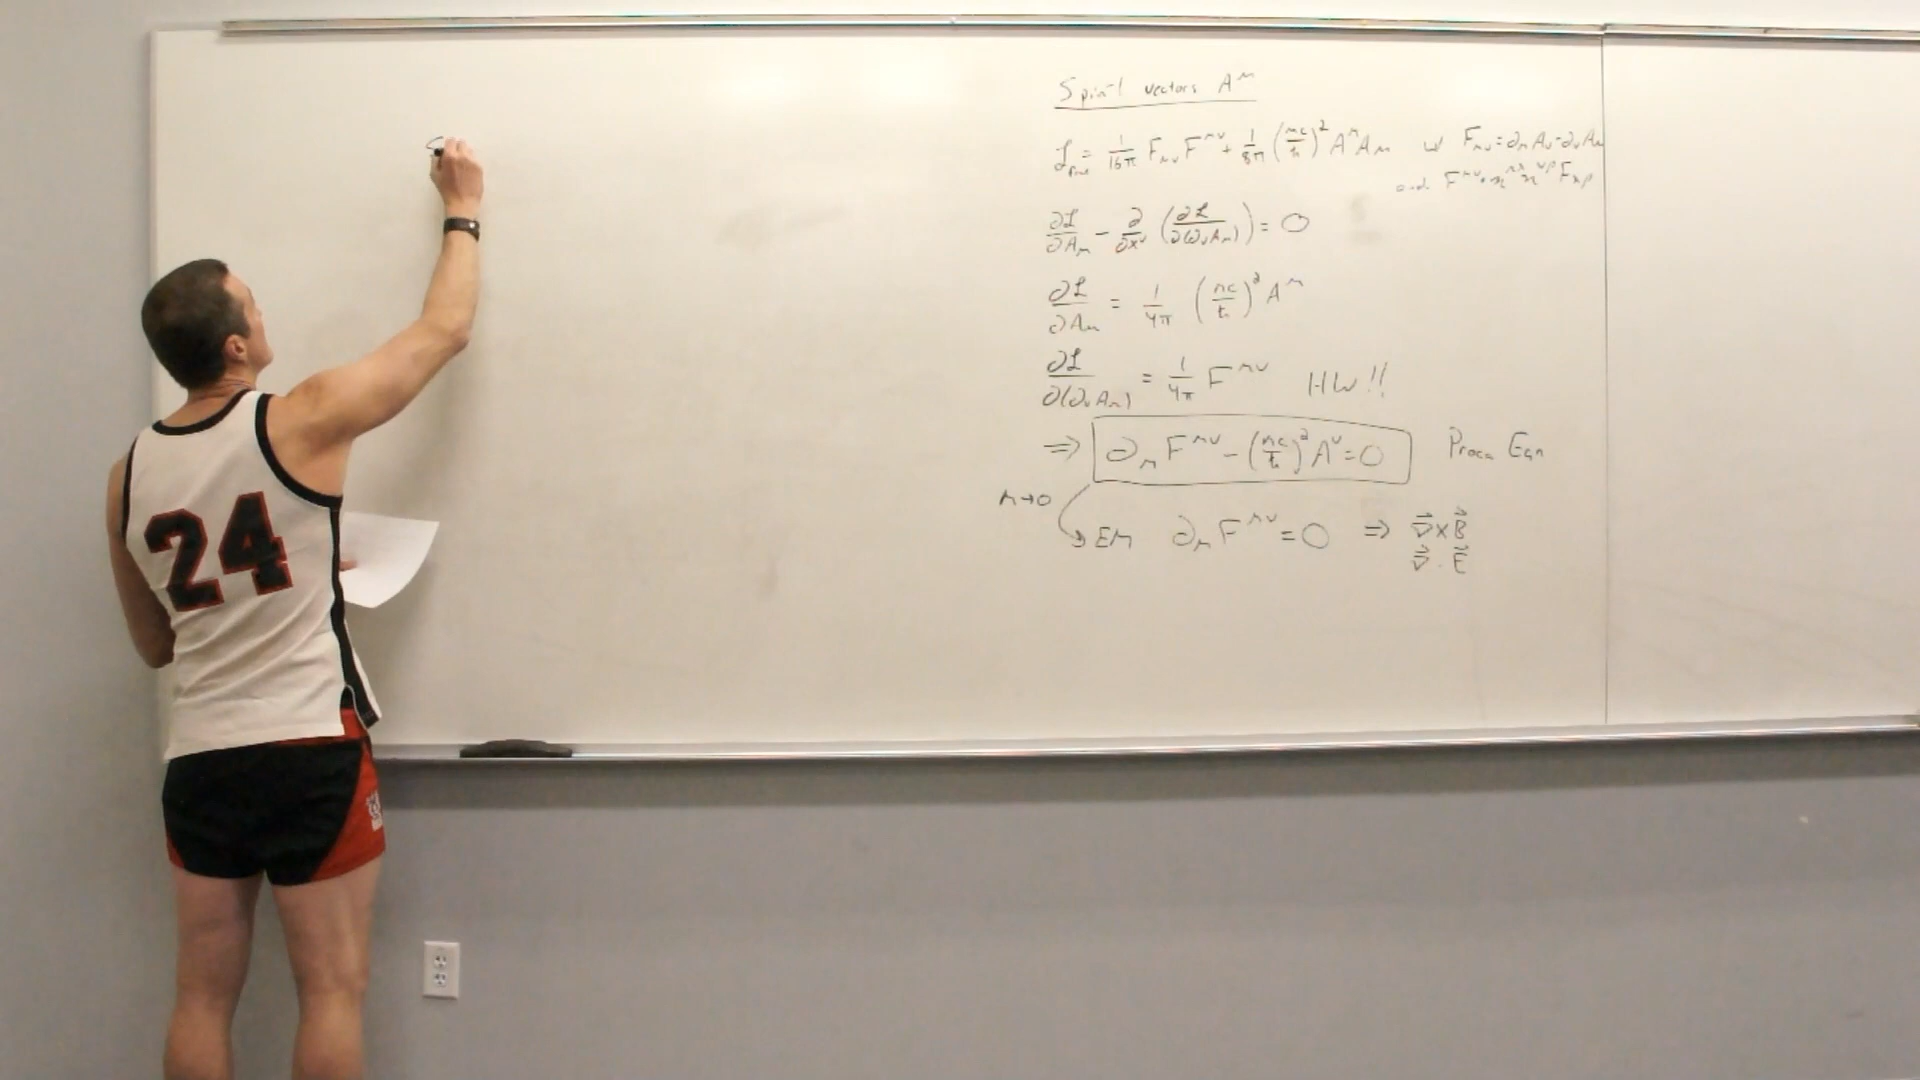 24
Spin-1 vectors A^μ
ℒ_free = 1/16π F_μν F^μν + 1/8π (mc/ħ)² A^μ A_μ w/ F_μν = ∂_μ A_ν - ∂_ν A_μ
and F^μν = η^μλ η^νρ F_λρ
∂ℒ/∂A_μ - ∂/∂x^ν (∂ℒ/∂(∂_ν A_μ)) = 0
∂ℒ/∂A_μ = 1/4π (mc/ħ)² A^μ
∂ℒ/∂(∂_ν A_μ) = 1/4π F^μν HW!!
⇒ ∂_μ F^μν - (mc/ħ)² A^ν = 0 Proca Eqn
m→0
EM ∂_μ F^μν = 0 ⇒ ∇⃗ × B⃗
∇⃗ · E⃗